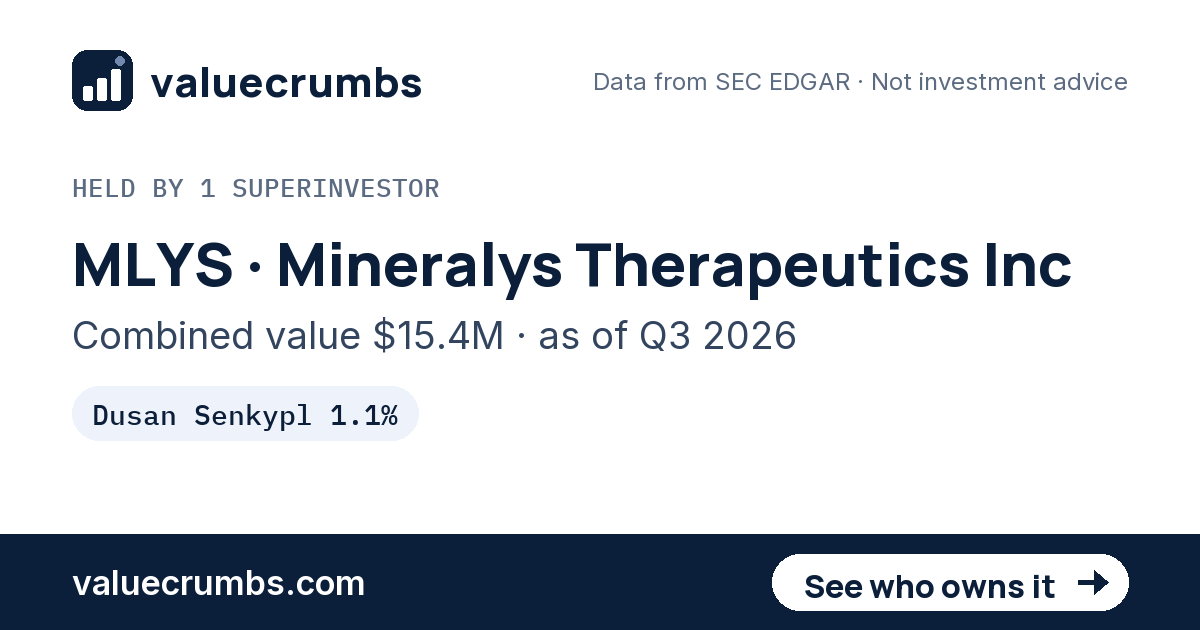 valuecrumbs
Data from SEC EDGAR · Not investment advice
HELD BY 1 SUPERINVESTOR
MLYS · Mineralys Therapeutics Inc
Combined value $15.4M · as of Q3 2026
Dusan Senkypl 1.1%
valuecrumbs.com
See who owns it →